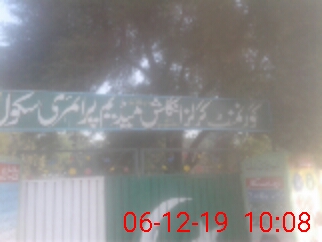 گورنمنٹ گرلز انگلش میڈیم پرائمری سکول
06-12-19 10:08